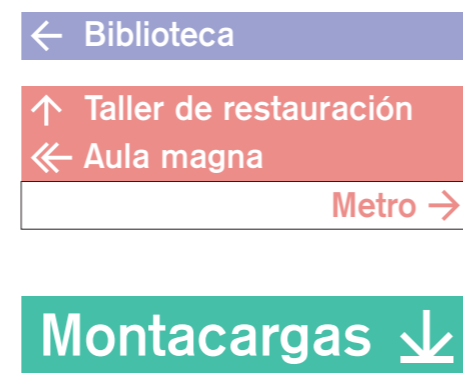 ← Biblioteca
↑ Taller de restauración
≪ Aula magna
Metro →
Montacargas ↓